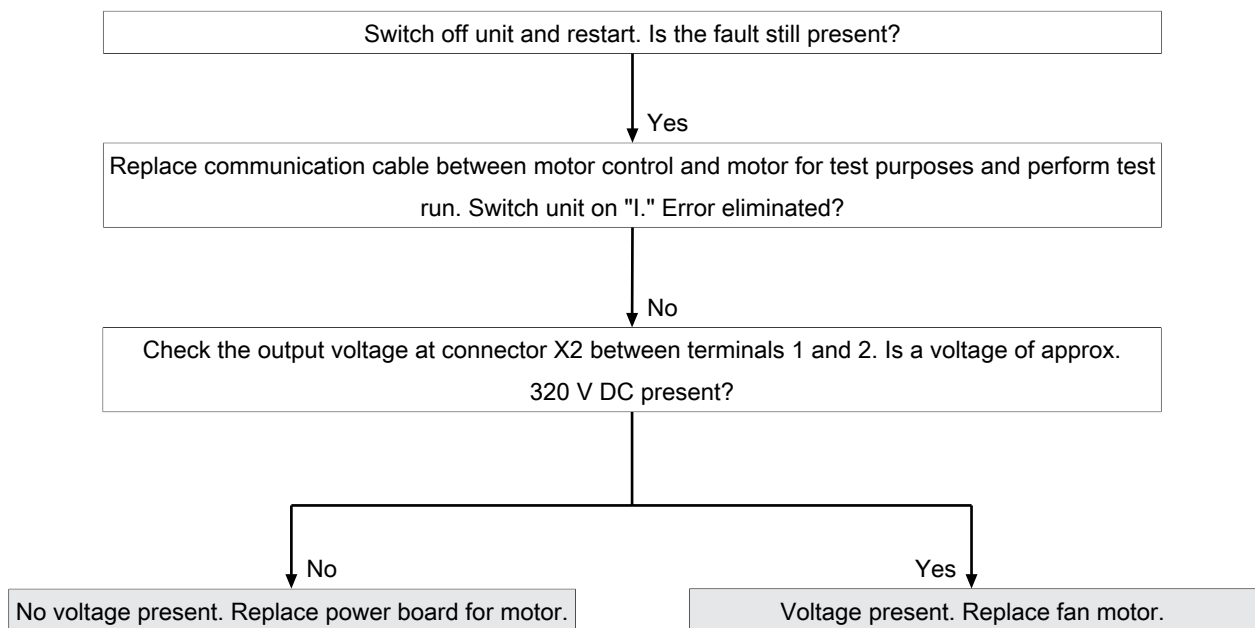 Switch off unit and restart. Is the fault still present?
Yes
Replace communication cable between motor control and motor for test purposes and perform test
run. Switch unit on "I." Error eliminated?
No
Check the output voltage at connector X2 between terminals 1 and 2. Is a voltage of approx.
320 V DC present?
No
Yes
No voltage present. Replace power board for motor.
Voltage present. Replace fan motor.